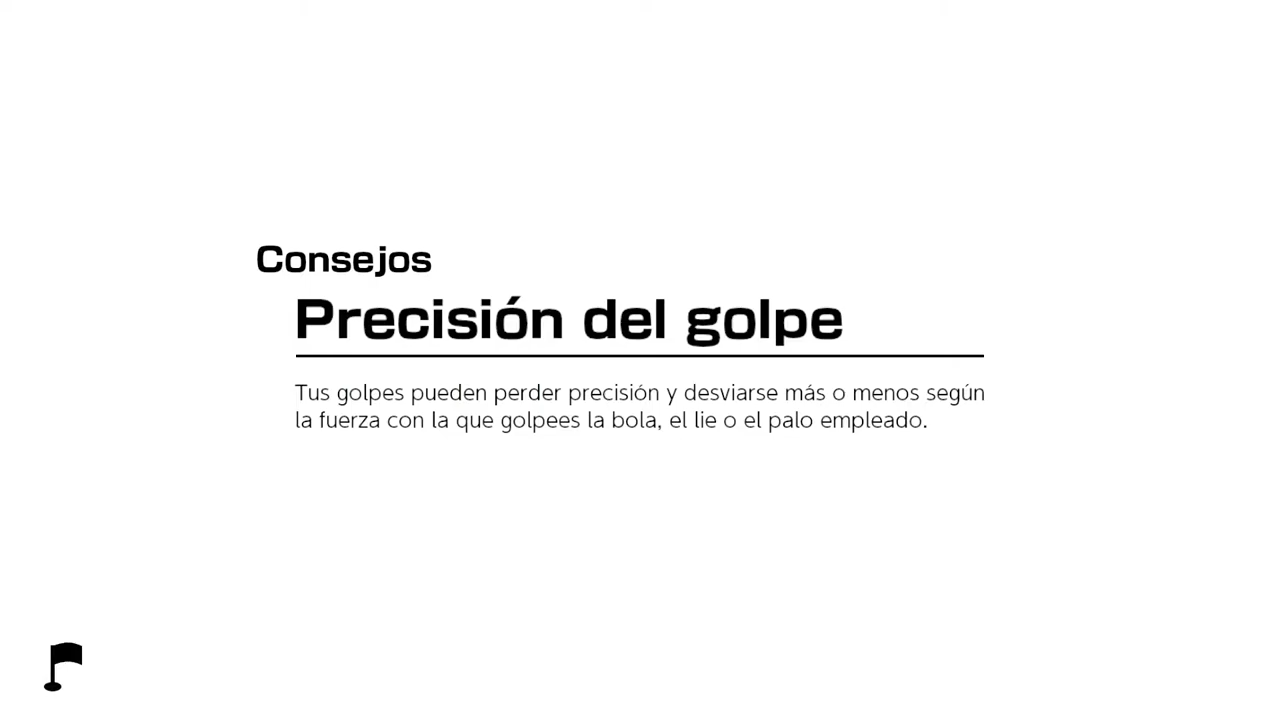 Consejos
Precisión del golpe
Tus golpes pueden perder precisión y desviarse más o menos según
la fuerza con la que golpees la bola, el lie o el palo empleado.